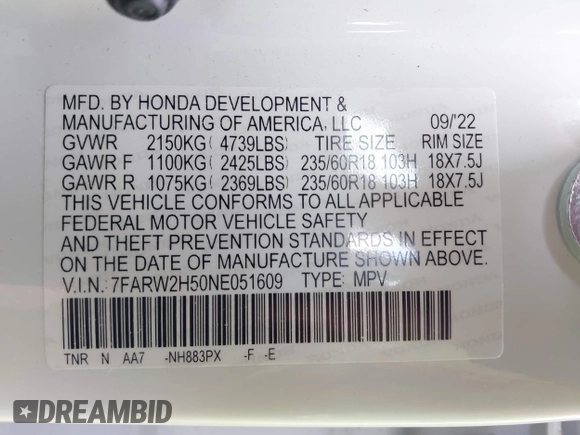 MFD. BY HONDA DEVELOPMENT &
MANUFACTURING OF AMERICA, LLC 09/'22
GVWR 2150KG( 4739LBS) TIRE SIZE RIM SIZE
GAWR F 1100KG( 2425LBS) 235/60R18 103H 18X7.5J
GAWR R 1075KG( 2369LBS) 235/60R18 103H 18X7.5J
THIS VEHICLE CONFORMS TO ALL APPLICABLE
FEDERAL MOTOR VEHICLE SAFETY
AND THEFT PREVENTION STANDARDS IN EFFECT
ON THE DATE OF MANUFACTURE SHOWN ABOVE.
V.I.N.: 7FARW2H50NE051609 TYPE: MPV
TNR N AA7 -NH883PX -F -E
DREAMBID